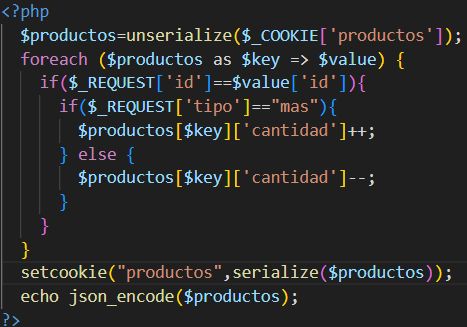 <?php
$productos=unserialize($_COOKIE['productos']);
foreach ($productos as $key => $value) {
if($_REQUEST['id']==$value['id']){
if($_REQUEST['tipo']=="mas"){
$productos[$key]['cantidad']++;
} else {
$productos[$key]['cantidad']--;
}
}
}
setcookie("productos",serialize($productos));
echo json_encode($productos);
?>